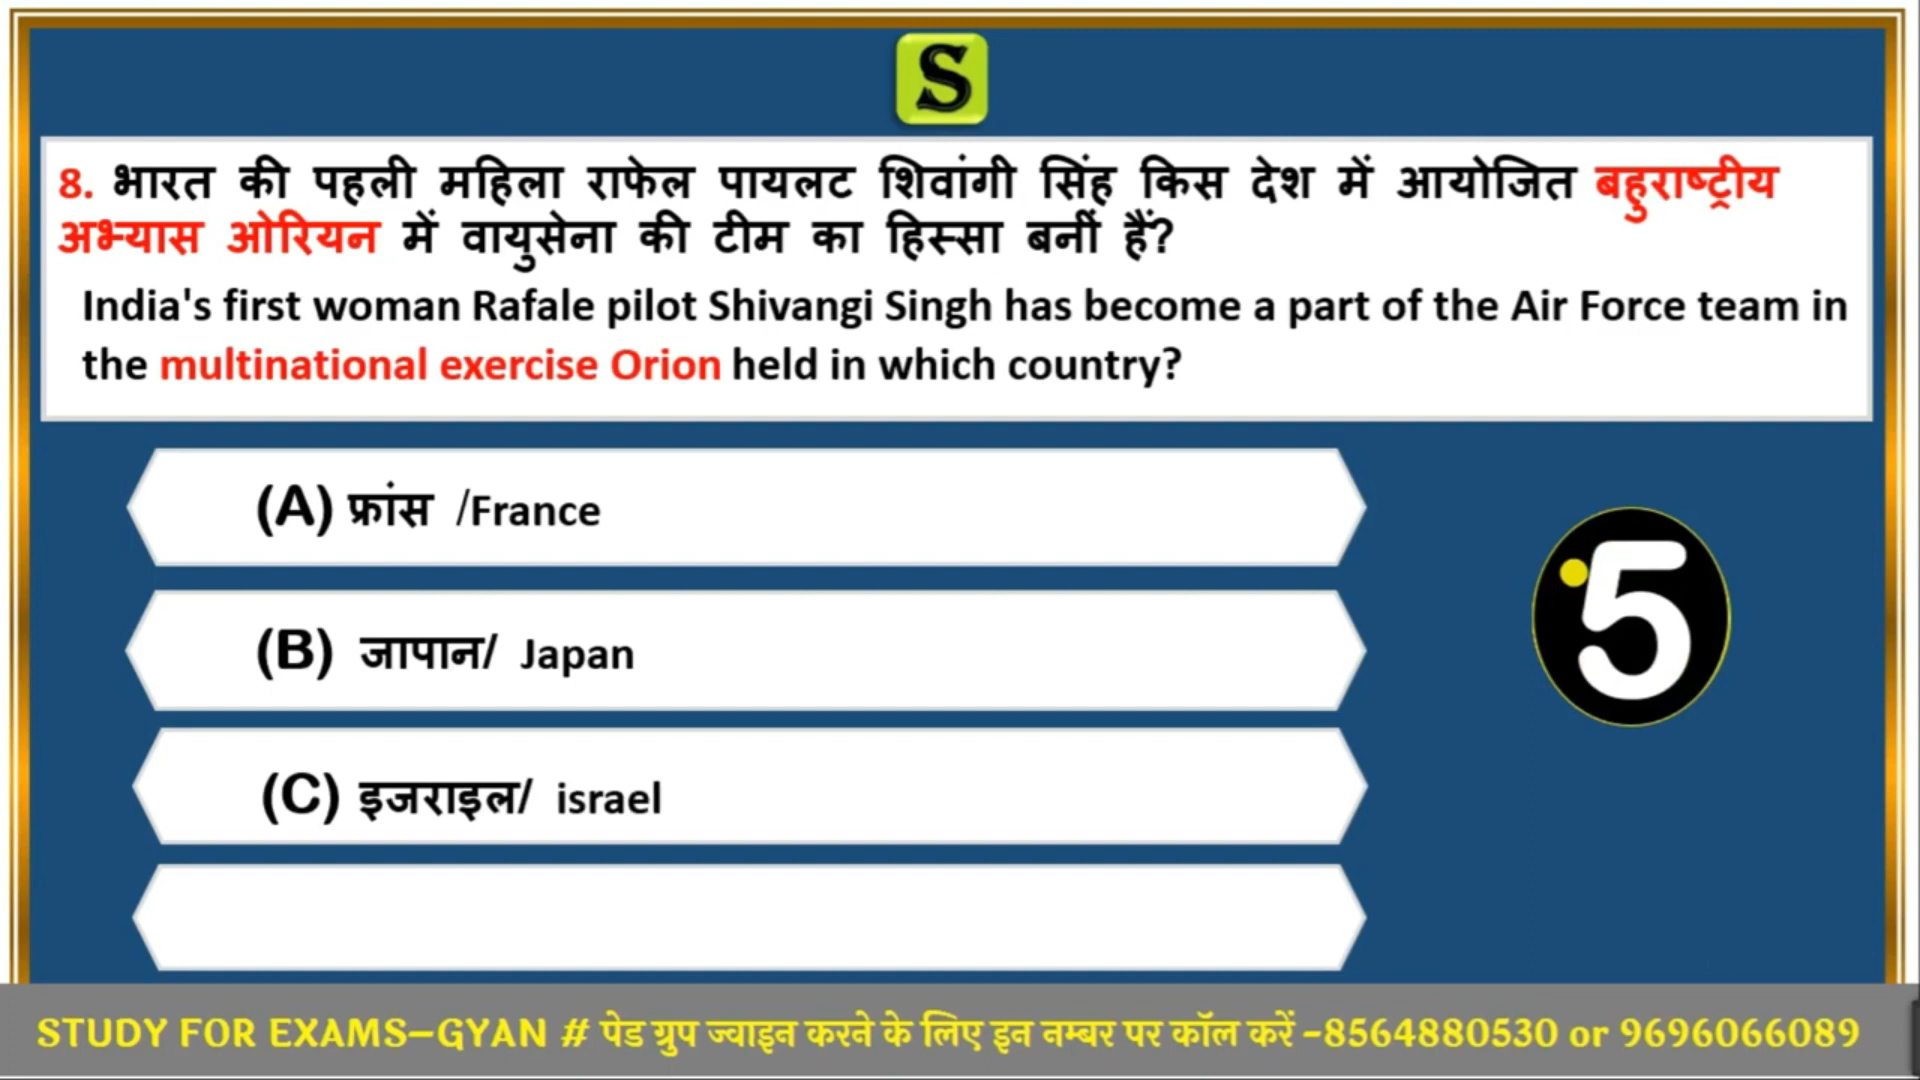 S
8. भारत की पहली महिला राफेल पायलट शिवांगी सिंह किस देश में आयोजित बहुराष्ट्रीय
अभ्यास ओरियन में वायुसेना की टीम का हिस्सा बनीं हैं?
India's first woman Rafale pilot Shivangi Singh has become a part of the Air Force team in
the multinational exercise Orion held in which country?
(A) फ्रांस /France
(B) जापान/ Japan
5
(C) इजराइल/ israel
STUDY FOR EXAMS-GYAN # पेड ग्रुप ज्वाइन करने के लिए इन नम्बर पर कॉल करें -8564880530 or 9696066089